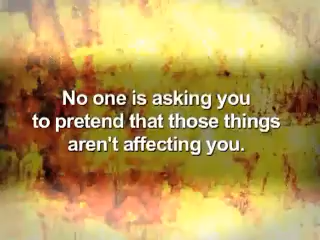 No one is asking you
to pretend that those things
aren't affecting you.